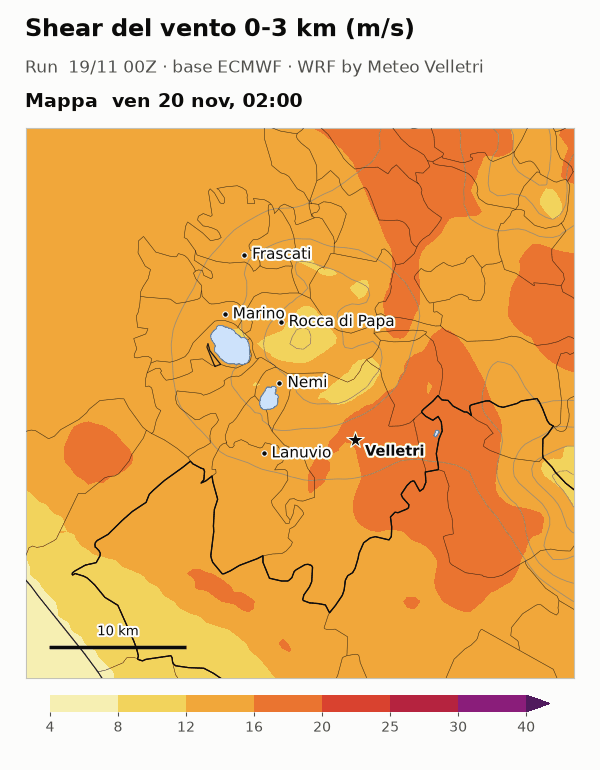 Shear del vento 0-3 km (m/s)
Run 19/11 00Z · base ECMWF · WRF by Meteo Velletri
Mappa ven 20 nov, 02:00
Frascati
Marino
Rocca di Papa
Nemi
Velletri
Lanuvio
10 km
4 8 12 16 20 25 30 40